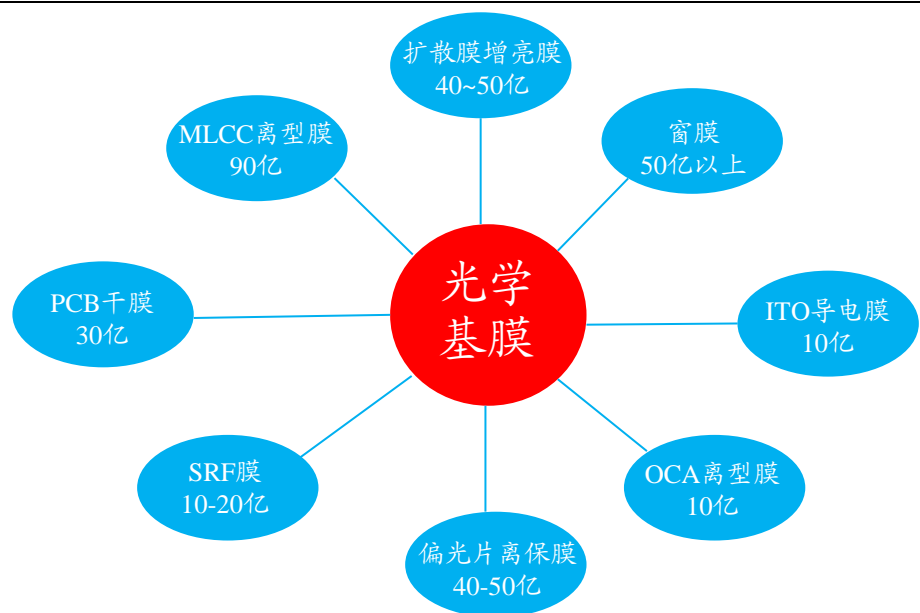 扩散膜增亮膜
40~50亿
MLCC离型膜
90亿
窗膜
50亿以上
光学
基膜
PCB干膜
30亿
ITO导电膜
10亿
SRF膜
10-20亿
OCA离型膜
10亿
偏光片离保膜
40-50亿